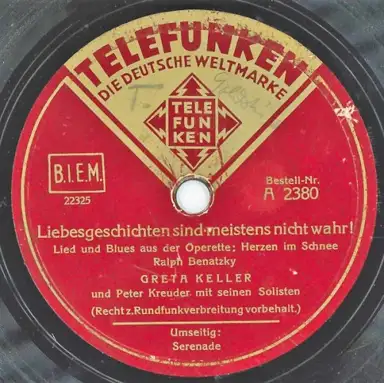 TELEFUNKEN
DIE DEUTSCHE WELTMARKE
T.
TELE
FUN
KEN
B.I.E.M.
22325
Bestell-Nr.
A 2380
Liebesgeschichten sind meistens nicht wahr!
Lied und Blues aus der Operette: Herzen im Schnee
Ralph Benatzky
GRETA KELLER
und Peter Kreuder mit seinen Solisten
(Recht z. Rundfunkverbreitung vorbehalt.)
Umseitig:
Serenade